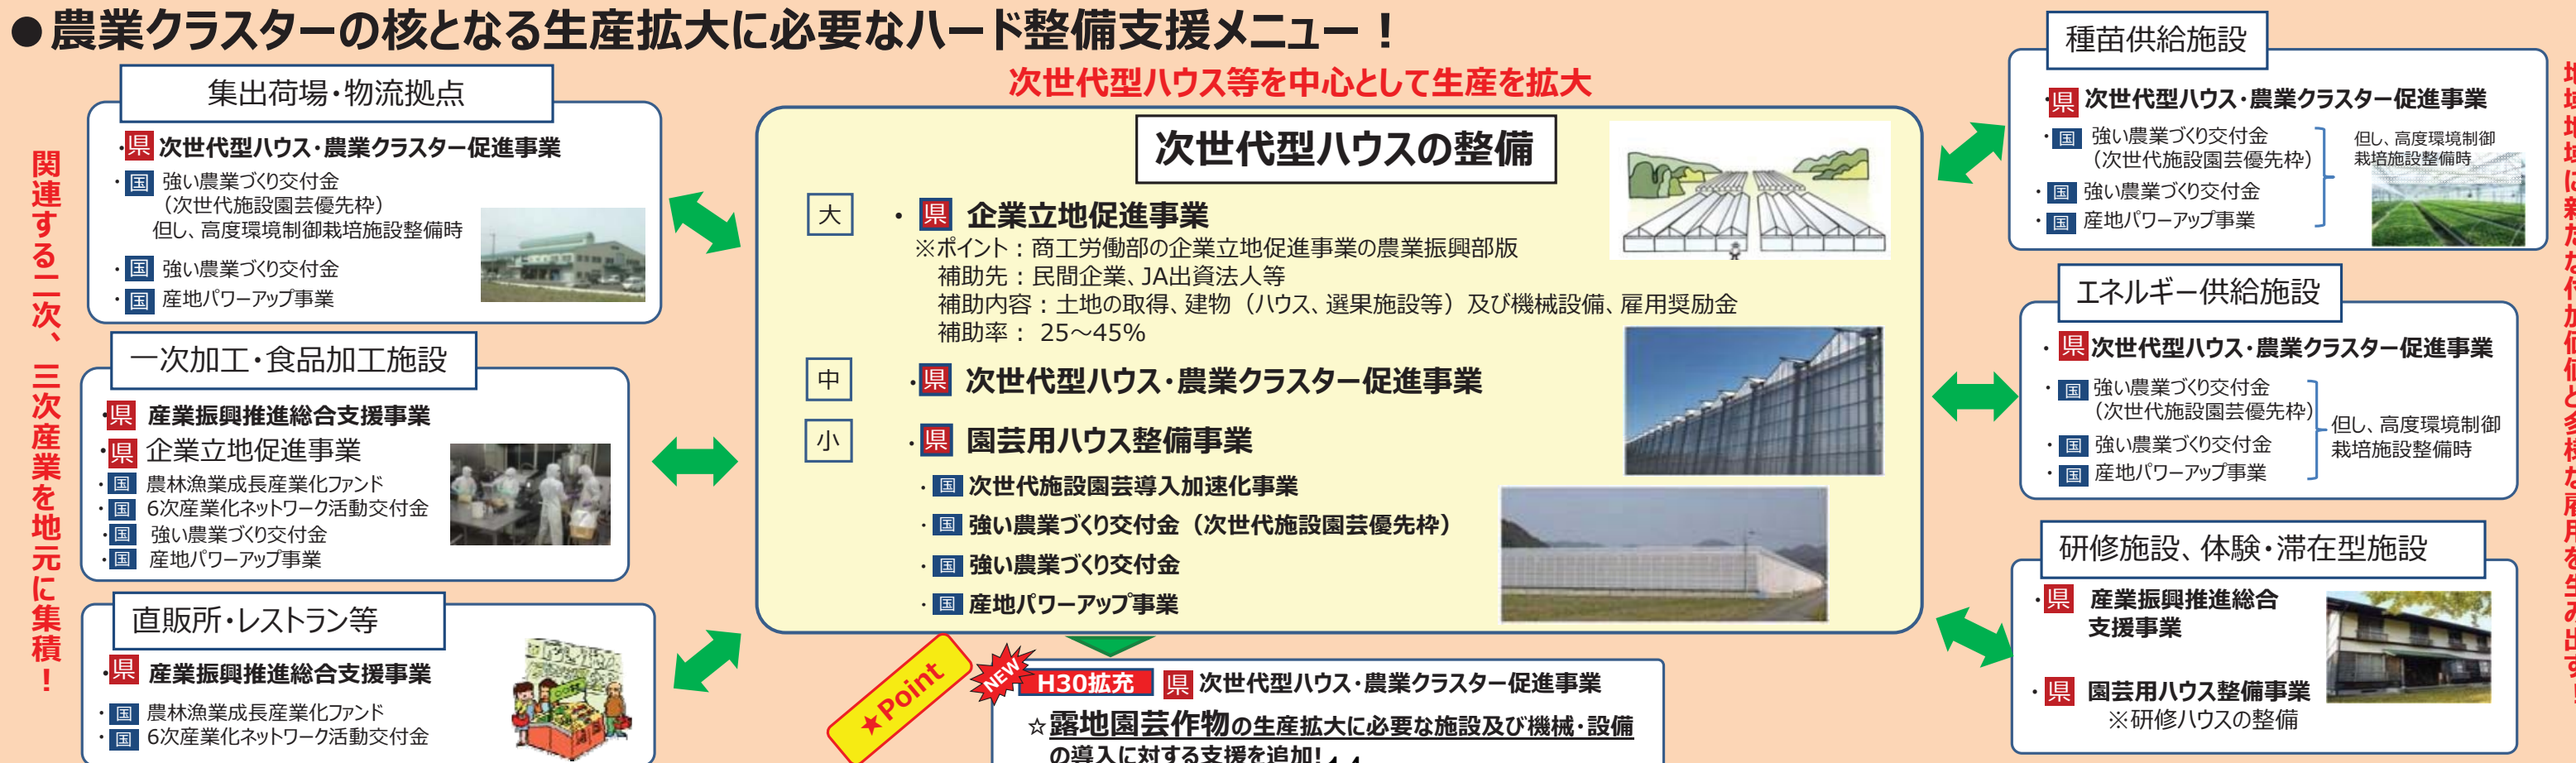 ●農業クラスターの核となる生産拡大に必要なハード整備支援メニュー！
関連する二次、三次産業を地元に集積！
集出荷場・物流拠点
・県 次世代型ハウス・農業クラスター促進事業
・国 強い農業づくり交付金
（次世代施設園芸優先枠）
但し、高度環境制御栽培施設整備時
・国 強い農業づくり交付金
・国 産地パワーアップ事業
一次加工・食品加工施設
・県 産業振興推進総合支援事業
・県 企業立地促進事業
・国 農林漁業成長産業化ファンド
・国 6次産業化ネットワーク活動交付金
・国 強い農業づくり交付金
・国 産地パワーアップ事業
直販所・レストラン等
・県 産業振興推進総合支援事業
・国 農林漁業成長産業化ファンド
・国 6次産業化ネットワーク活動交付金
次世代型ハウス等を中心として生産を拡大
次世代型ハウスの整備
大 ・県 企業立地促進事業
※ポイント：商工労働部の企業立地促進事業の農業振興部版
補助先：民間企業、JA出資法人等
補助内容：土地の取得、建物（ハウス、選果施設等）及び機械設備、雇用奨励金
補助率： 25～45%
中 ・県 次世代型ハウス・農業クラスター促進事業
小 ・県 園芸用ハウス整備事業
・国 次世代施設園芸導入加速化事業
・国 強い農業づくり交付金（次世代施設園芸優先枠）
・国 強い農業づくり交付金
・国 産地パワーアップ事業
★Point
NEW
H30拡充 県 次世代型ハウス・農業クラスター促進事業
☆露地園芸作物の生産拡大に必要な施設及び機械・設備
の導入に対する支援を追加！
種苗供給施設
・県 次世代型ハウス・農業クラスター促進事業
・国 強い農業づくり交付金
（次世代施設園芸優先枠）
・国 強い農業づくり交付金
・国 産地パワーアップ事業
但し、高度環境制御
栽培施設整備時
エネルギー供給施設
・県 次世代型ハウス・農業クラスター促進事業
・国 強い農業づくり交付金
（次世代施設園芸優先枠）
・国 強い農業づくり交付金
・国 産地パワーアップ事業
但し、高度環境制御
栽培施設整備時
研修施設、体験・滞在型施設
・県 産業振興推進総合
支援事業
・県 園芸用ハウス整備事業
※研修ハウスの整備
地域地域に新たな付加価値と多様な雇用を生み出す！